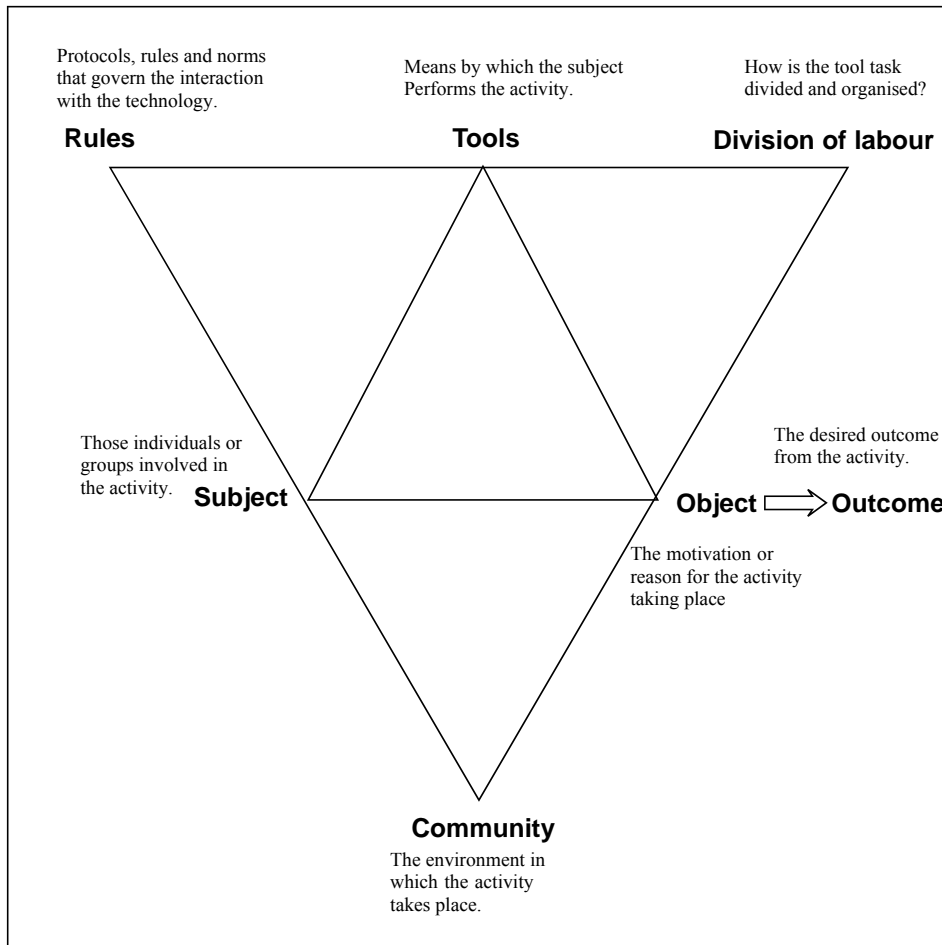 Protocols, rules and norms
that govern the interaction
with the technology.
Rules
Means by which the subject
Performs the activity.
Tools
How is the tool task
divided and organised?
Division of labour
Those individuals or
groups involved in
the activity.
Subject
The desired outcome
from the activity.
Object
Outcome
The motivation or
reason for the activity
taking place
Community
The environment in
which the activity
takes place.